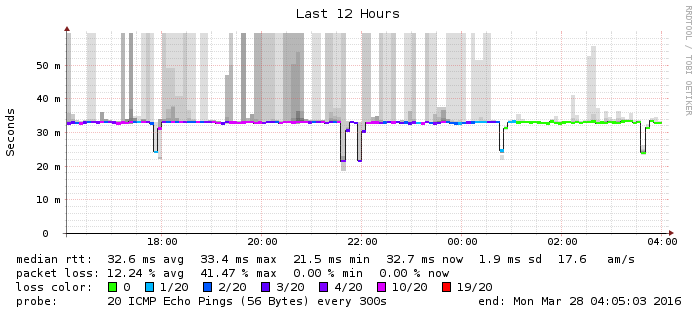 Last 12 Hours
RRDTOOL / TOBI OETIKER
Seconds
50 m
40 m
30 m
20 m
10 m
0
18:00 20:00 22:00 00:00 02:00 04:00
median rtt: 32.6 ms avg 33.4 ms max 21.5 ms min 32.7 ms now 1.9 ms sd 17.6 am/s
packet loss: 12.24 % avg 41.47 % max 0.00 % min 0.00 % now
loss color: 0 1/20 2/20 3/20 4/20 10/20 19/20
probe: 20 ICMP Echo Pings (56 Bytes) every 300s end: Mon Mar 28 04:05:03 2016